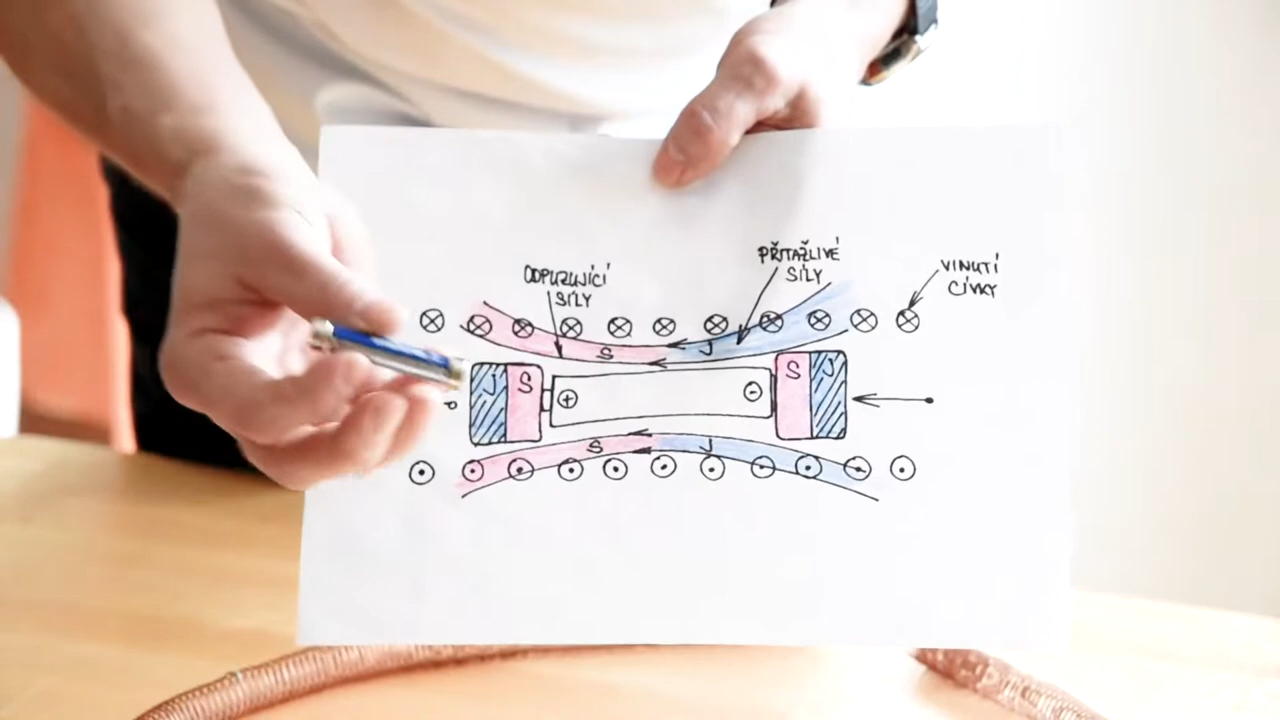 ODPUZUJÍCÍ
SÍLY
PŘITAŽLIVÉ
SÍLY
VINUTÍ
CÍVKY
S J
J S + - S J
S J